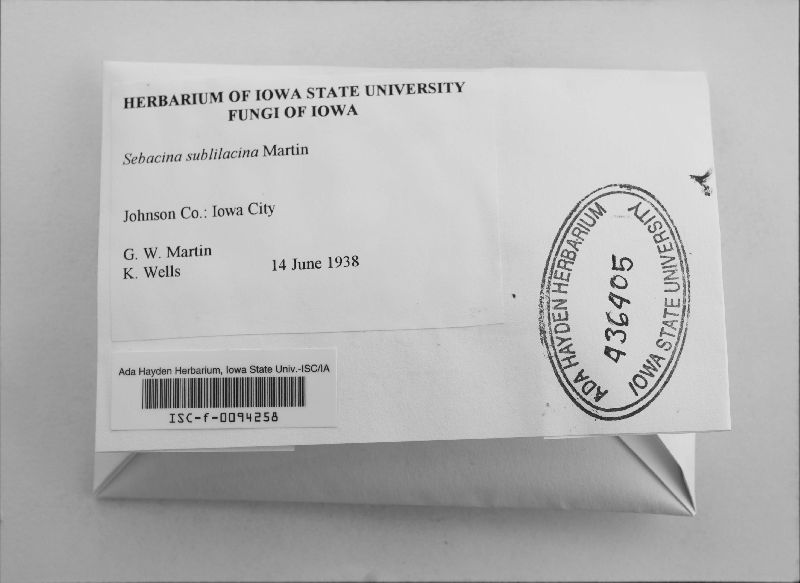 HERBARIUM OF IOWA STATE UNIVERSITY
FUNGI OF IOWA
Sebacina sublilacina Martin
Johnson Co.: Iowa City
G. W. Martin
K. Wells
14 June 1938
Ada Hayden Herbarium, Iowa State Univ.-ISC/IA
ISC-f-0094258
ADA HAYDEN HERBARIUM
436905
IOWA STATE UNIVERSITY